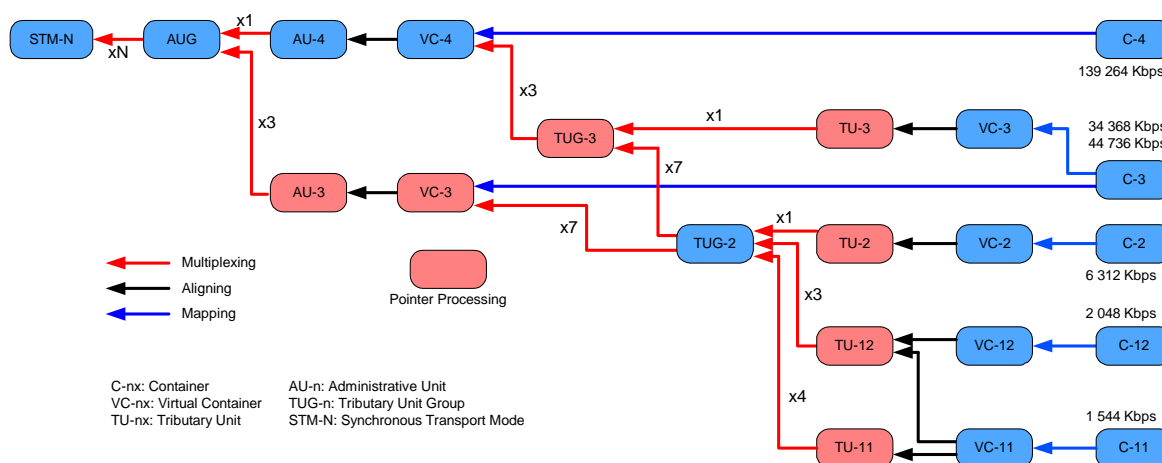 x1
STM-N
AUG
AU-4
VC-4
C-4
xN
139 264 Kbps
x3
x3
x1
TUG-3
TU-3
VC-3
34 368 Kbps
44 736 Kbps
x7
AU-3
VC-3
C-3
x7
x1
TUG-2
TU-2
VC-2
C-2
6 312 Kbps
Multiplexing
Aligning
Mapping
Pointer Processing
x3
2 048 Kbps
TU-12
VC-12
C-12
C-nx: Container
AU-n: Administrative Unit
VC-nx: Virtual Container
TUG-n: Tributary Unit Group
TU-nx: Tributary Unit
STM-N: Synchronous Transport Mode
x4
1 544 Kbps
TU-11
VC-11
C-11